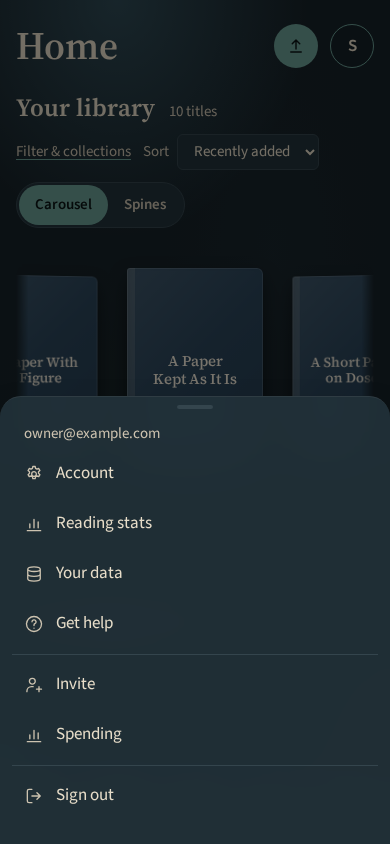 Home
S
Your library 10 titles
Filter & collections Sort Recently added
Carousel Spines
aper With
Figure
A Paper
Kept As It Is
A Short P
on Dos
owner@example.com
Account
Reading stats
Your data
Get help
Invite
Spending
Sign out